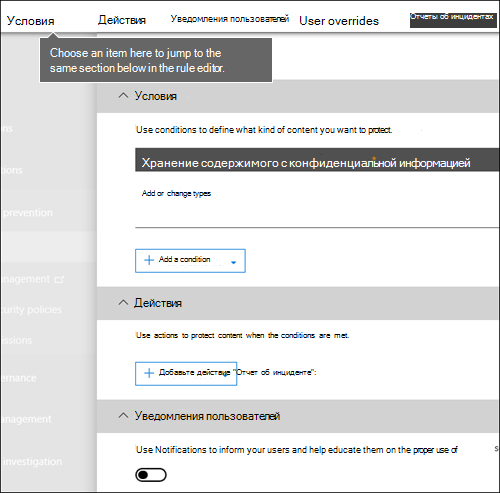 Условия
Действия
Уведомления пользователей
User overrides
Отчеты об инцидентах
Choose an item here to jump to the
same section below in the rule editor.
Условия
Use conditions to define what kind of content you want to protect.
Хранение содержимого с конфиденциальной информацией
Add or change types
Add a condition
Действия
Use actions to protect content when the conditions are met.
Добавьте действие "Отчет об инциденте":
Уведомления пользователей
Use Notifications to inform your users and help educate them on the proper use of s
ons
tions
prevention
nagement
curity policies
ssions
ernance
anagement
investigation